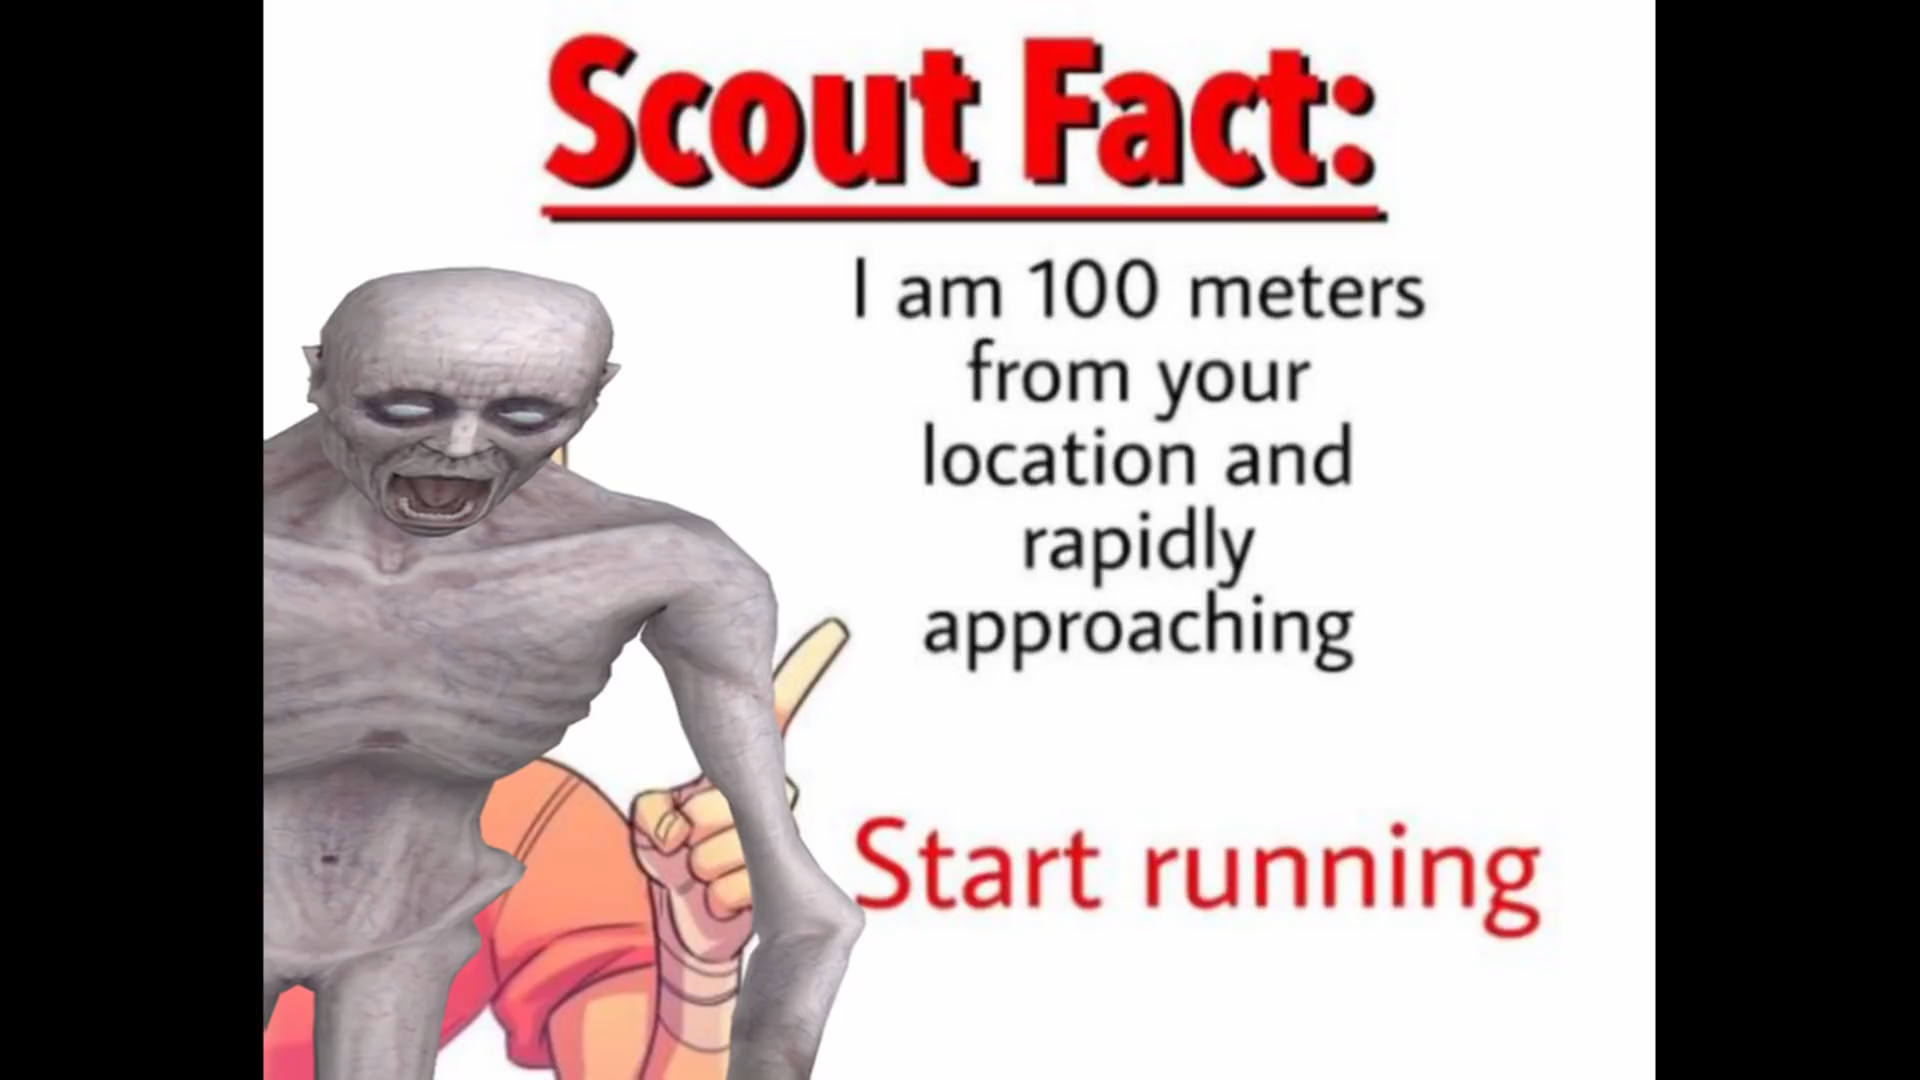 Scout Fact:
I am 100 meters
from your
location and
rapidly
approaching
Start running